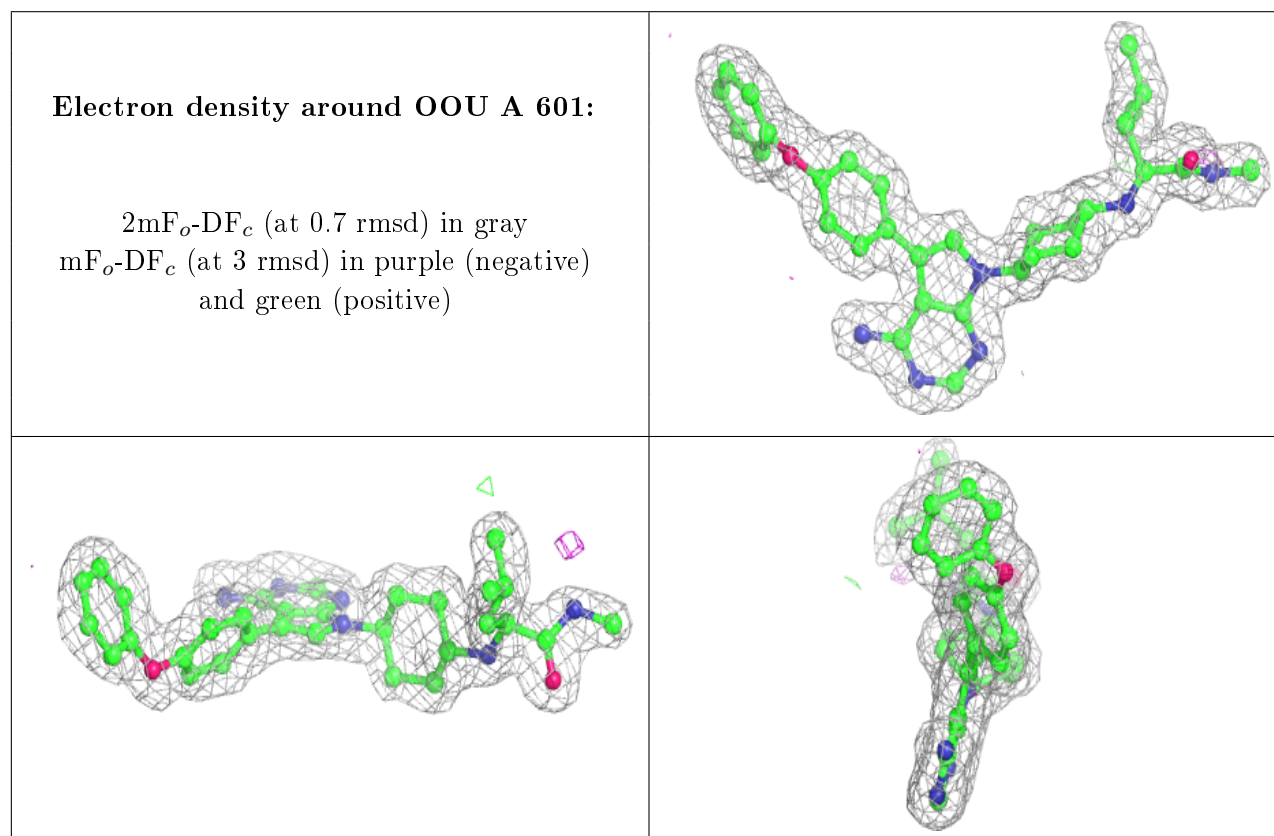 Electron density around OOU A 601:
2mFₒ-DF𝒸 (at 0.7 rmsd) in gray
mFₒ-DF𝒸 (at 3 rmsd) in purple (negative)
and green (positive)